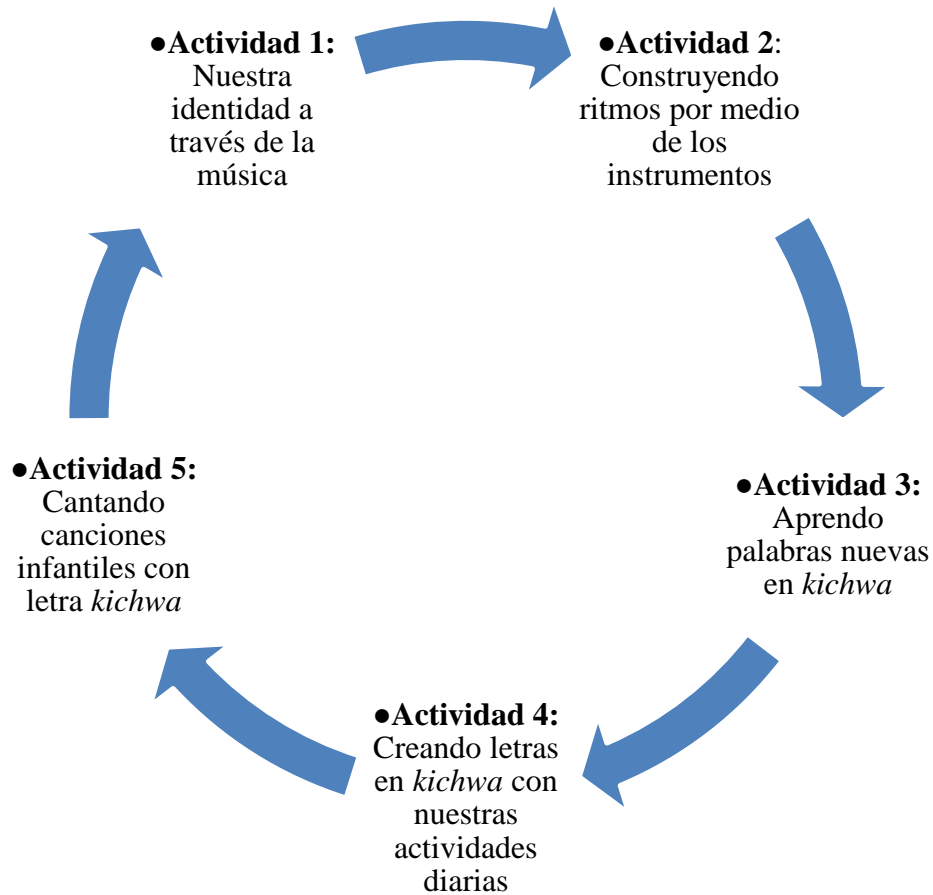 ●Actividad 1:
Nuestra
identidad a
través de la
música
●Actividad 2:
Construyendo
ritmos por medio
de los
instrumentos
●Actividad 3:
Aprendo
palabras nuevas
en kichwa
●Actividad 4:
Creando letras
en kichwa con
nuestras
actividades
diarias
●Actividad 5:
Cantando
canciones
infantiles con
letra kichwa